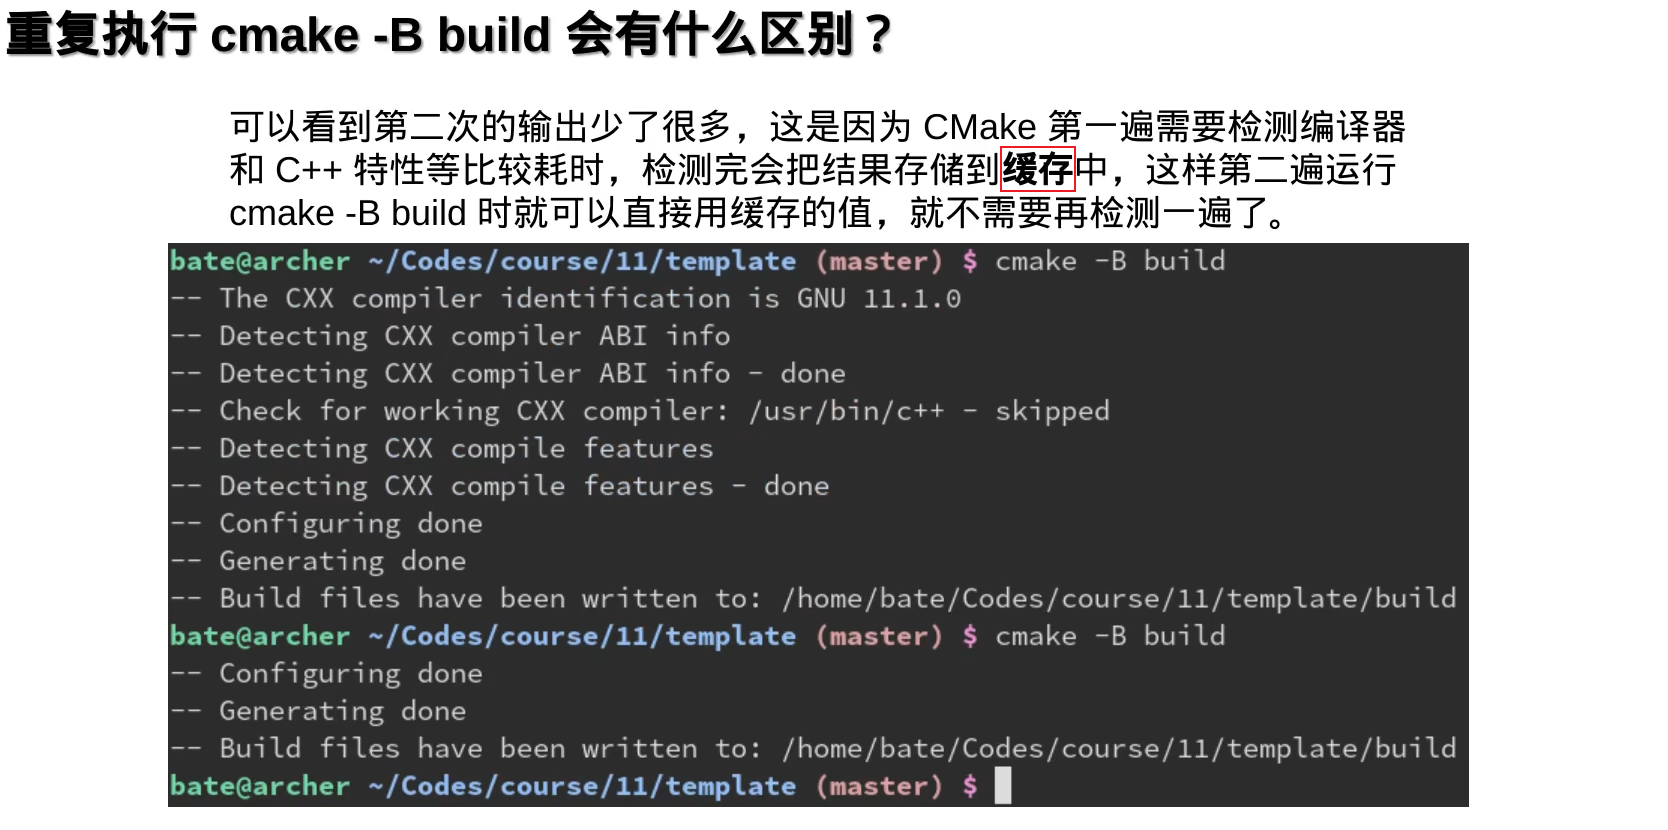 重复执行 cmake -B build 会有什么区别？
可以看到第二次的输出少了很多，这是因为 CMake 第一遍需要检测编译器
和 C++ 特性等比较耗时，检测完会把结果存储到缓存中，这样第二遍运行
cmake -B build 时就可以直接用缓存的值，就不需要再检测一遍了。
bate@archer ~/Codes/course/11/template (master) $ cmake -B build
-- The CXX compiler identification is GNU 11.1.0
-- Detecting CXX compiler ABI info
-- Detecting CXX compiler ABI info - done
-- Check for working CXX compiler: /usr/bin/c++ - skipped
-- Detecting CXX compile features
-- Detecting CXX compile features - done
-- Configuring done
-- Generating done
-- Build files have been written to: /home/bate/Codes/course/11/template/build
bate@archer ~/Codes/course/11/template (master) $ cmake -B build
-- Configuring done
-- Generating done
-- Build files have been written to: /home/bate/Codes/course/11/template/build
bate@archer ~/Codes/course/11/template (master) $